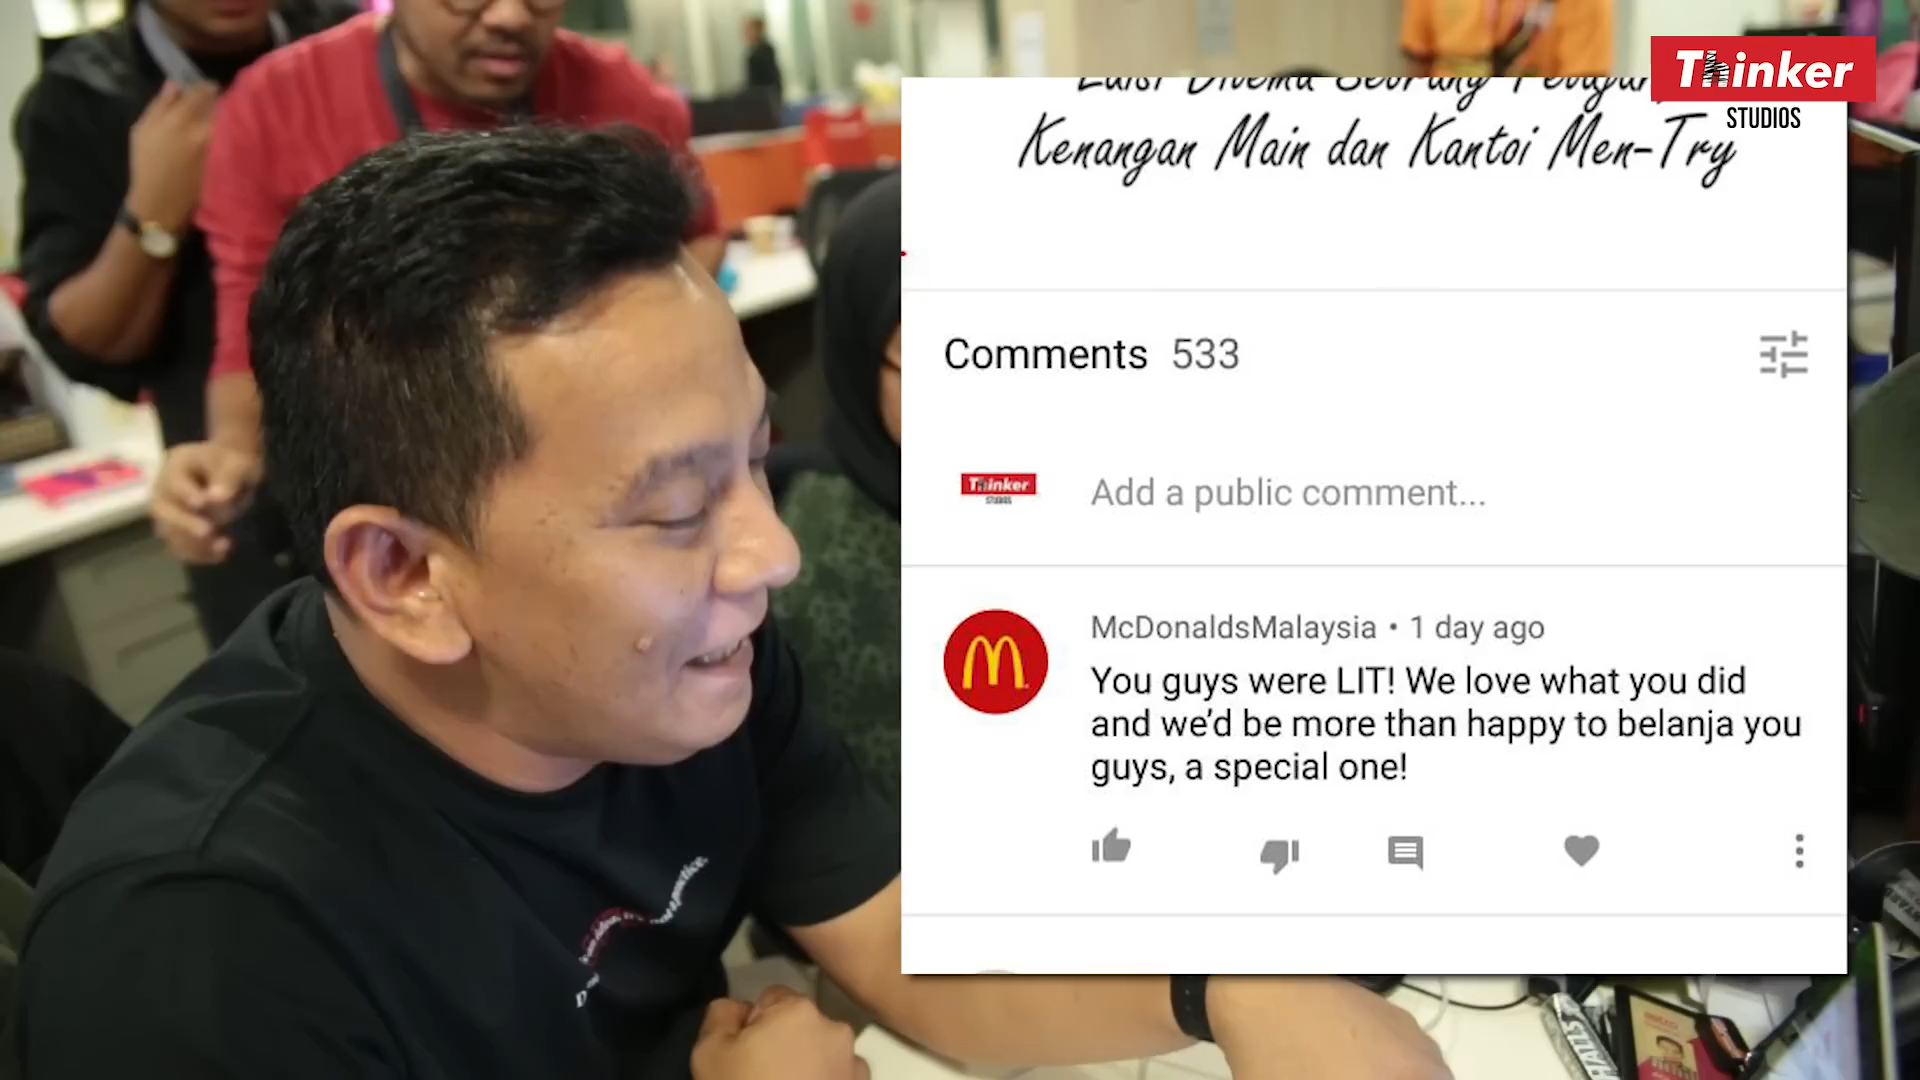 Thinker
STUDIOS
Kenangan Main dan Kantoi Men-Try
Comments 533
Thinker
STUDIOS
Add a public comment...
McDonaldsMalaysia • 1 day ago
You guys were LIT! We love what you did
and we'd be more than happy to belanja you
guys, a special one!